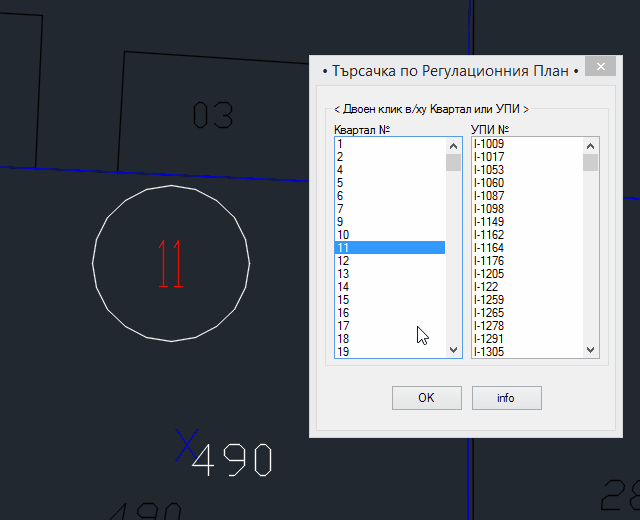 03
11
490
490
28
• Търсачка по Регулационния План •
< Двоен клик в/ху Квартал или УПИ >
Квартал №
1
2
4
5
6
7
9
10
11
12
13
14
15
16
17
18
19
УПИ №
I-1009
I-1017
I-1053
I-1060
I-1087
I-1098
I-1149
I-1162
I-1164
I-1176
I-1205
I-122
I-1259
I-1265
I-1278
I-1291
I-1305
OK
info